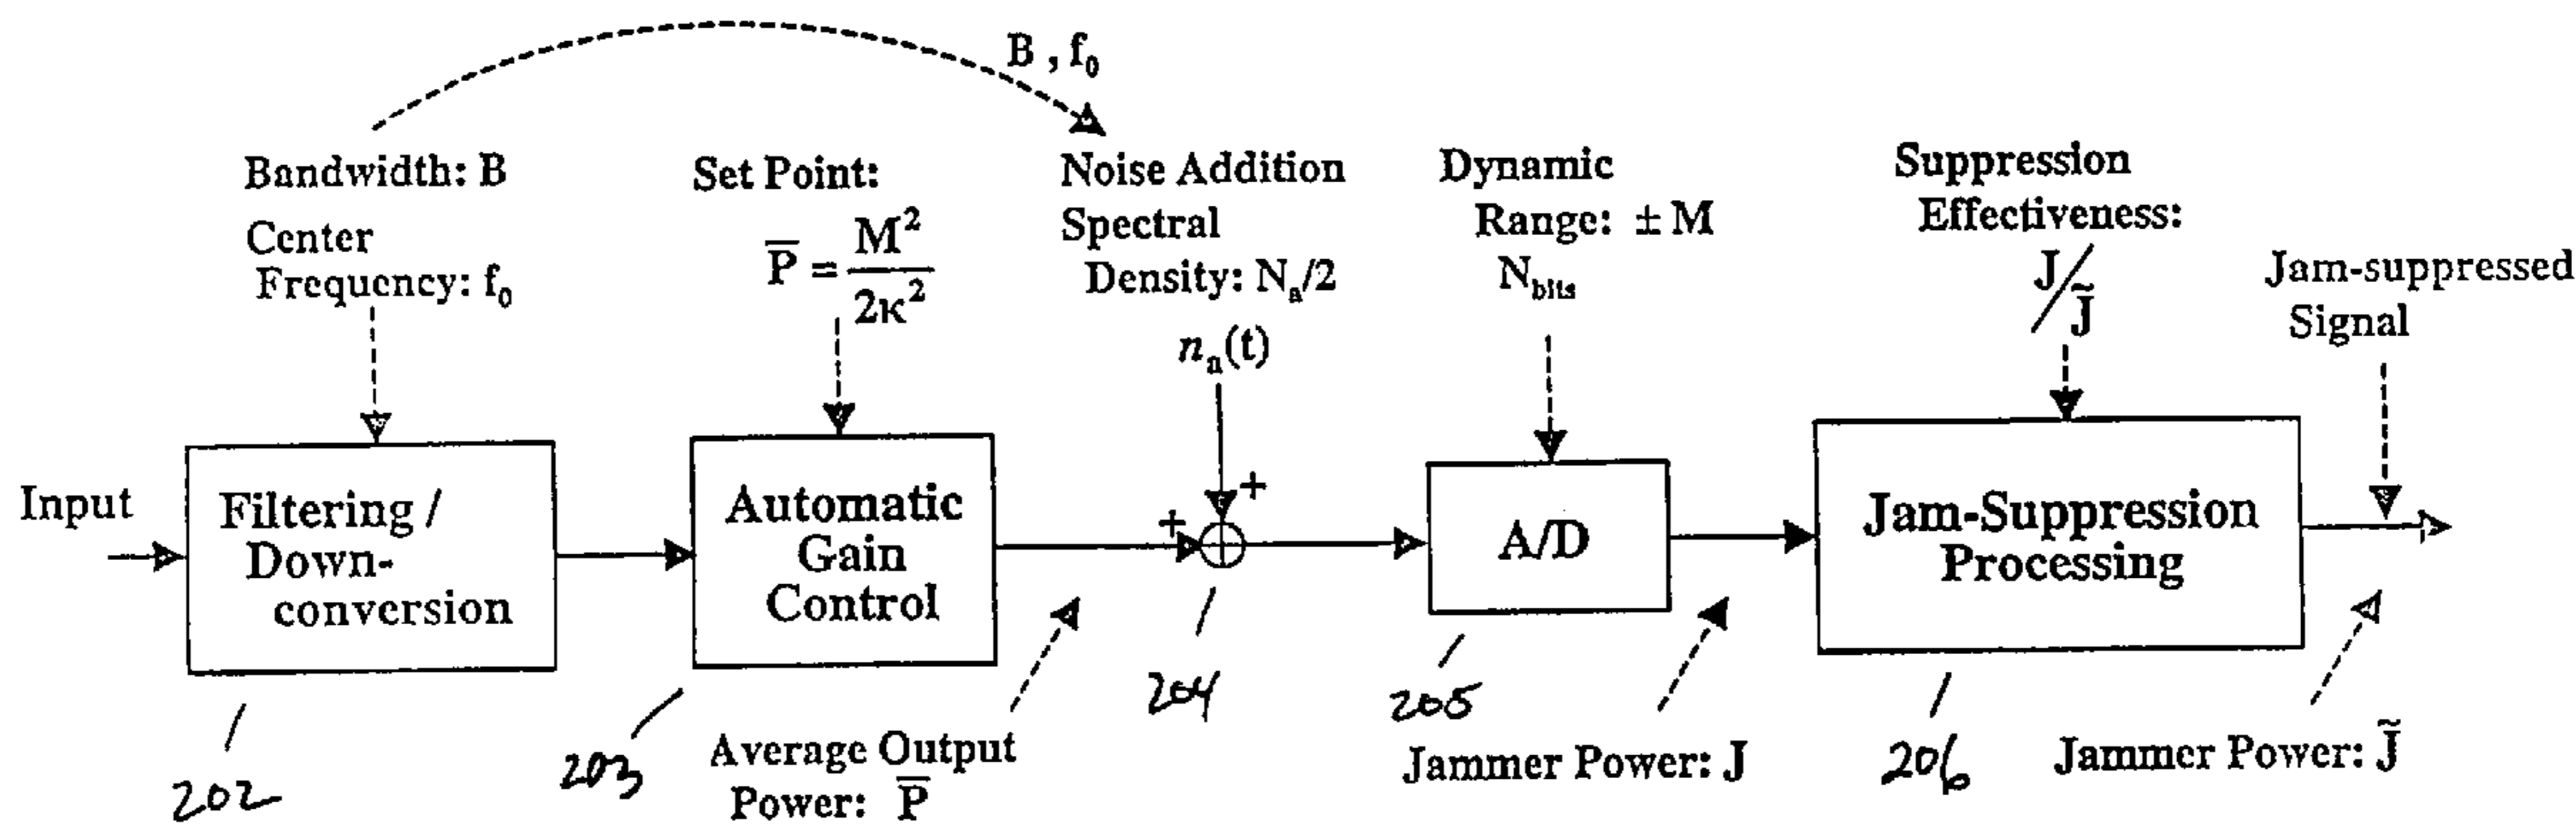 B , f₀
Bandwidth: B
Center
Frequency: f₀
Set Point:
P̅ = M² / 2κ²
Noise Addition
Spectral
Density: Nₐ/2
nₐ(t)
Dynamic
Range: ± M
N_bits
Suppression
Effectiveness:
J/J̃
Jam-suppressed
Signal
Input
Filtering /
Down-
conversion
Automatic
Gain
Control
+
+
A/D
Jam-Suppression
Processing
202
203
Average Output
Power: P̅
204
205
Jammer Power: J
206
Jammer Power: J̃